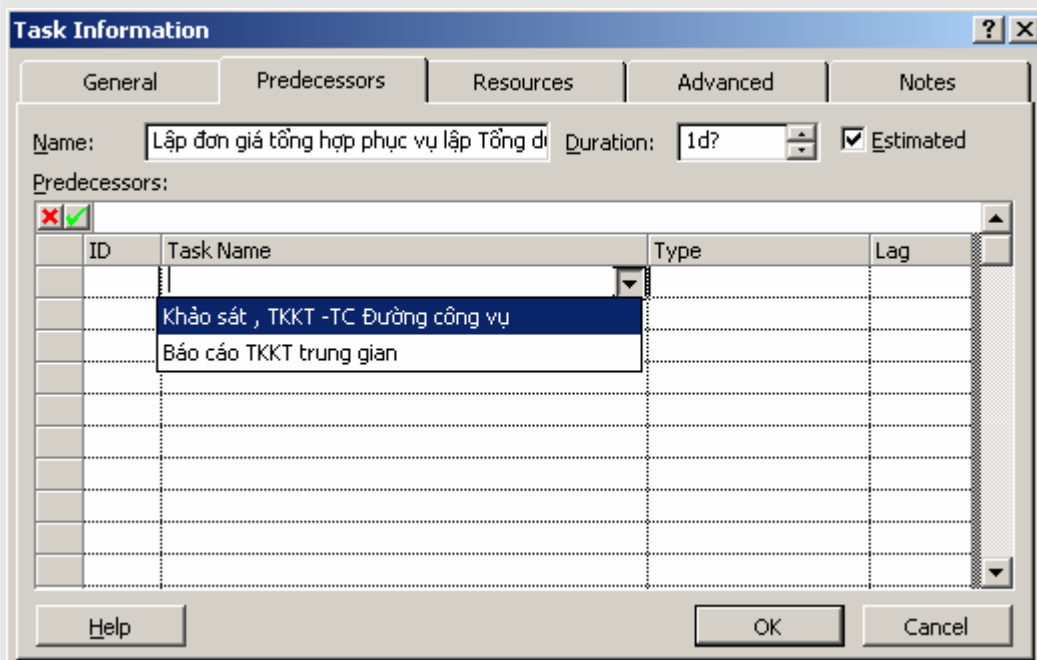 Task Information
General Predecessors Resources Advanced Notes
Name: Lập đơn giá tổng hợp phục vụ lập Tổng Duration: 1d? Estimated
Predecessors:
ID Task Name Type Lag
Khảo sát , TKKT -TC Đường công vụ
Báo cáo TKKT trung gian
Help OK Cancel